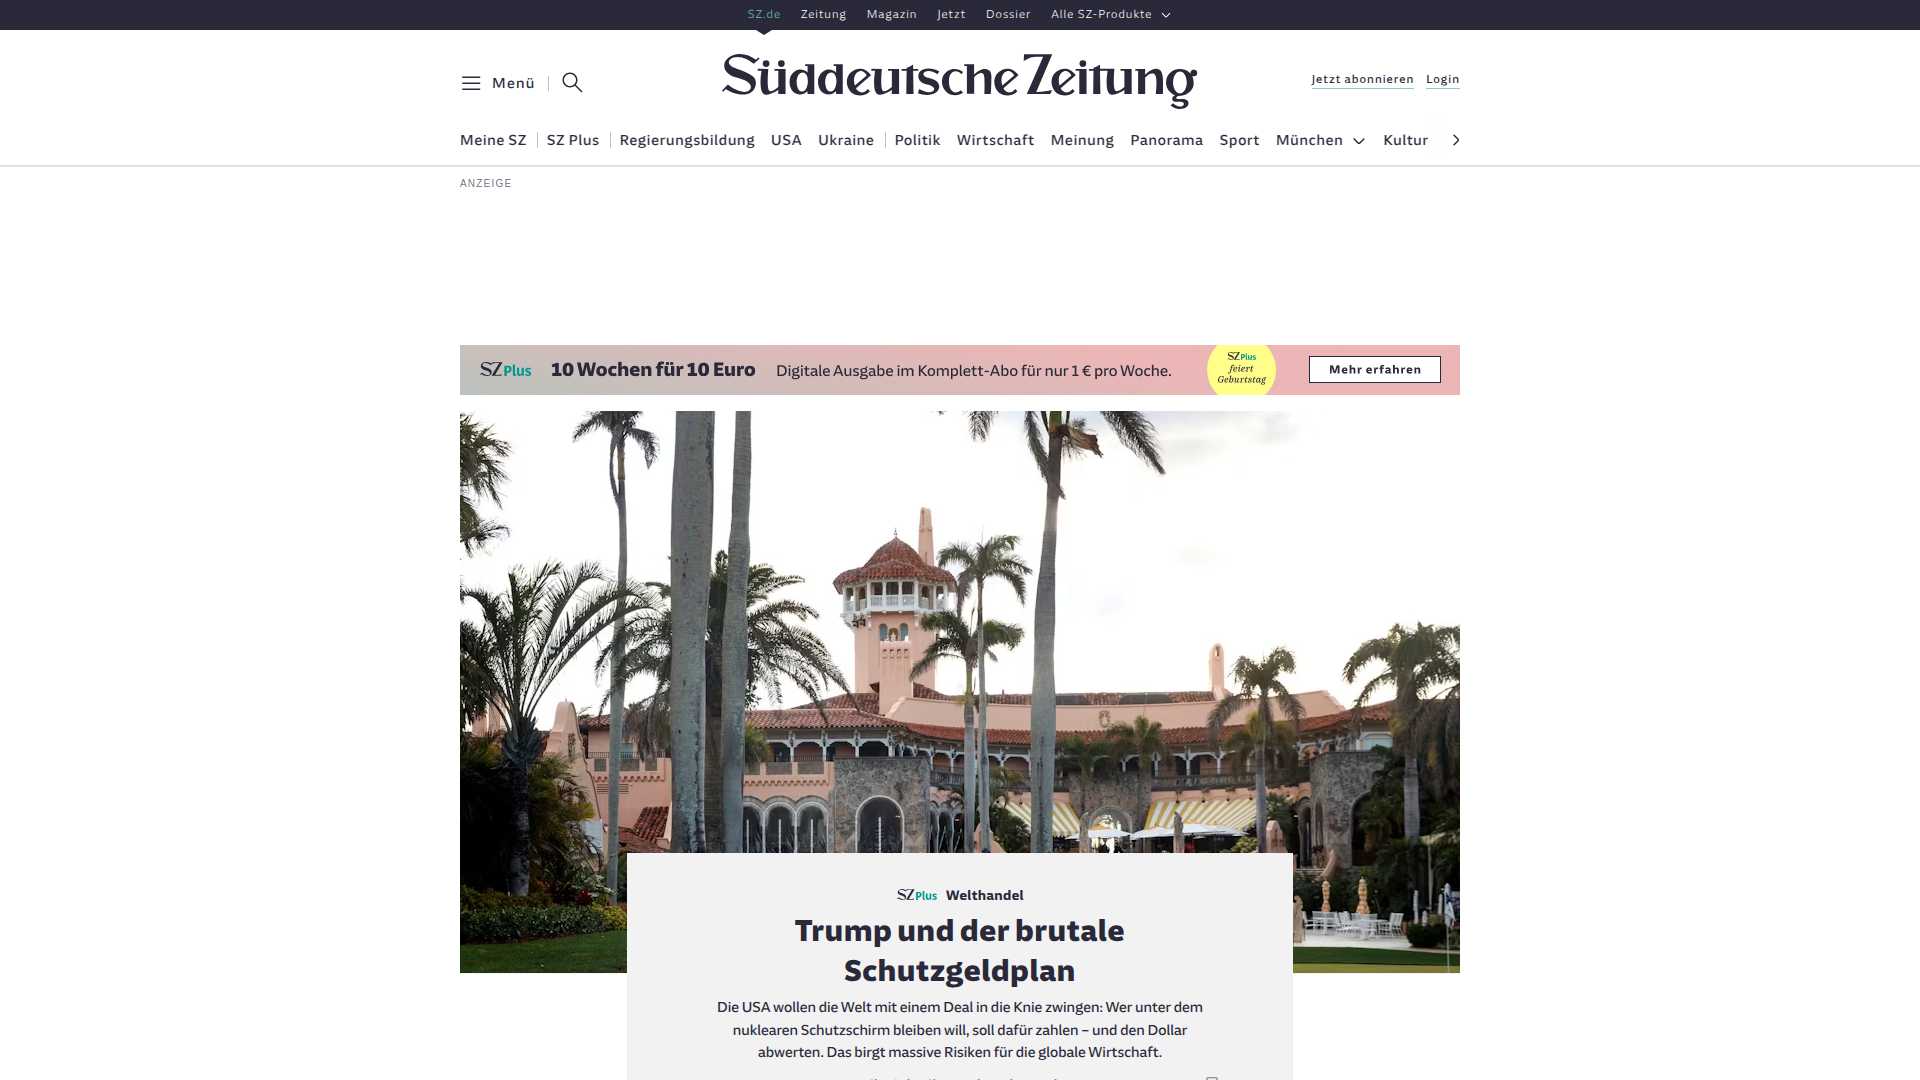 SZ.de Zeitung Magazin Jetzt Dossier Alle SZ-Produkte
Menü
Süddeutsche Zeitung
Jetzt abonnieren Login
Meine SZ SZ Plus Regierungsbildung USA Ukraine Politik Wirtschaft Meinung Panorama Sport München Kultur
ANZEIGE
SZ Plus 10 Wochen für 10 Euro Digitale Ausgabe im Komplett-Abo für nur 1 € pro Woche.
SZ Plus
feiert
Geburtstag
Mehr erfahren
SZ Plus Welthandel
Trump und der brutale
Schutzgeldplan
Die USA wollen die Welt mit einem Deal in die Knie zwingen: Wer unter dem
nuklearen Schutzschirm bleiben will, soll dafür zahlen – und den Dollar
abwerten. Das birgt massive Risiken für die globale Wirtschaft.